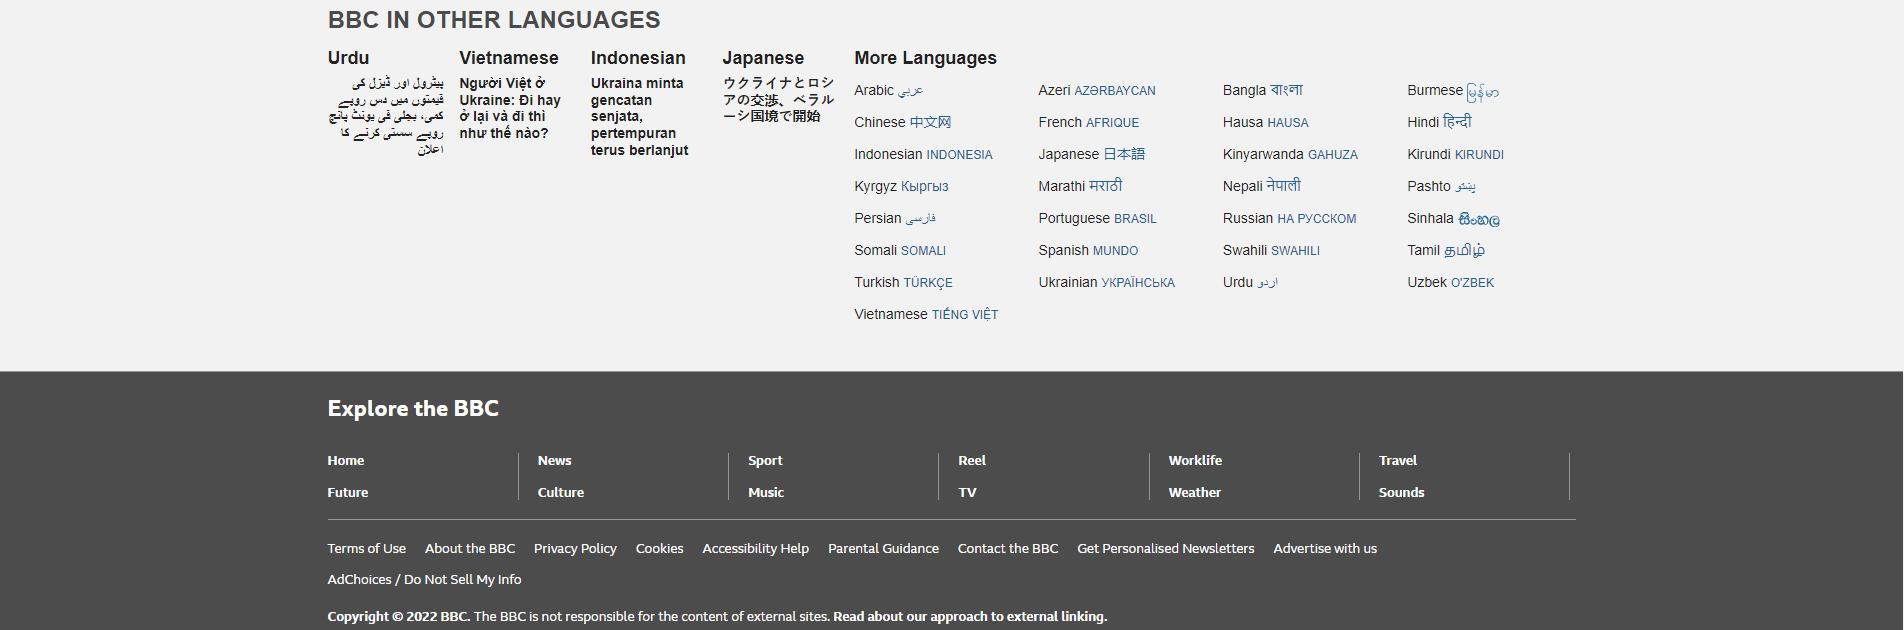 BBC IN OTHER LANGUAGES
Urdu
پیٹرول اور ڈیزل کی
قیمتوں میں دس روپے
کمی، بجلی فی یونٹ پانچ
روپے سستی کرنے کا
اعلان
Vietnamese
Người Việt ở
Ukraine: Đi hay
ở lại và đi thì
như thế nào?
Indonesian
Ukraina minta
gencatan
senjata,
pertempuran
terus berlanjut
Japanese
ウクライナとロシ
アの交渉、ベラル
ーシ国境で開始
More Languages
Arabic عربي Azeri AZƏRBAYCAN Bangla বাংলা Burmese မြန်မာ
Chinese 中文网 French AFRIQUE Hausa HAUSA Hindi हिन्दी
Indonesian INDONESIA Japanese 日本語 Kinyarwanda GAHUZA Kirundi KIRUNDI
Kyrgyz Кыргыз Marathi मराठी Nepali नेपाली Pashto پښتو
Persian فارسی Portuguese BRASIL Russian НА РУССКОМ Sinhala සිංහල
Somali SOMALI Spanish MUNDO Swahili SWAHILI Tamil தமிழ்
Turkish TÜRKÇE Ukrainian УКРАЇНСЬКА Urdu اردو Uzbek O'ZBEK
Vietnamese TIẾNG VIỆT
Explore the BBC
Home News Sport Reel Worklife Travel
Future Culture Music TV Weather Sounds
Terms of Use About the BBC Privacy Policy Cookies Accessibility Help Parental Guidance Contact the BBC Get Personalised Newsletters Advertise with us
AdChoices / Do Not Sell My Info
Copyright © 2022 BBC. The BBC is not responsible for the content of external sites. Read about our approach to external linking.